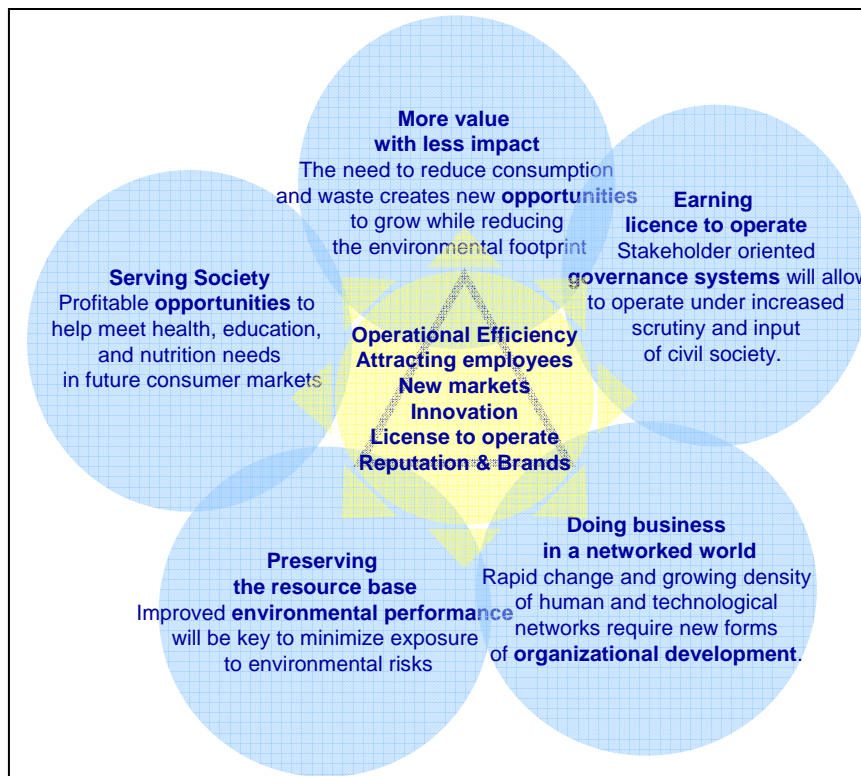 More value
with less impact
The need to reduce consumption
and waste creates new opportunities
to grow while reducing
the environmental footprint
Earning
licence to operate
Stakeholder oriented
governance systems will allow
to operate under increased
scrutiny and input
of civil society.
Serving Society
Profitable opportunities to
help meet health, education,
and nutrition needs
in future consumer markets
Operational Efficiency
Attracting employees
New markets
Innovation
License to operate
Reputation & Brands
Preserving
the resource base
Improved environmental performance
will be key to minimize exposure
to environmental risks
Doing business
in a networked world
Rapid change and growing density
of human and technological
networks require new forms
of organizational development.